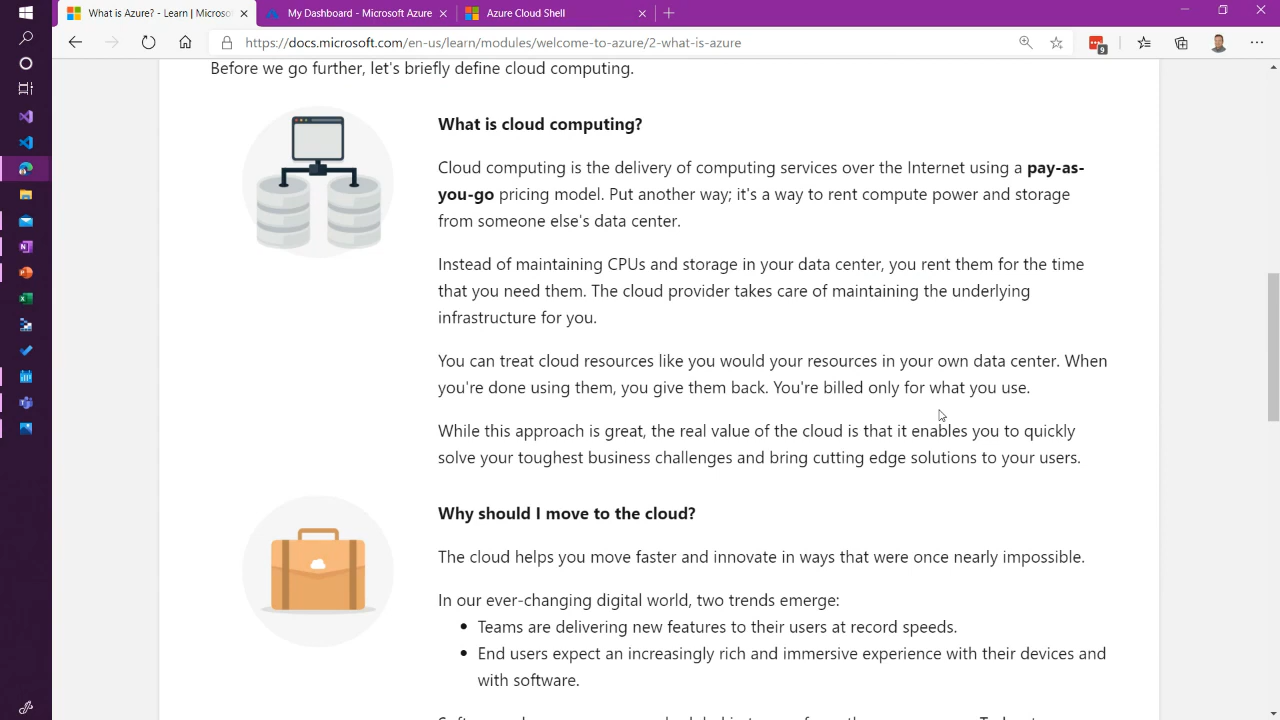 What is Azure? - Learn | Micros
My Dashboard - Microsoft Azure
Azure Cloud Shell
https://docs.microsoft.com/en-us/learn/modules/welcome-to-azure/2-what-is-azure
9
Before we go further, let's briefly define cloud computing.
What is cloud computing?
Cloud computing is the delivery of computing services over the Internet using a pay-as-
you-go pricing model. Put another way; it's a way to rent compute power and storage
from someone else's data center.
Instead of maintaining CPUs and storage in your data center, you rent them for the time
that you need them. The cloud provider takes care of maintaining the underlying
infrastructure for you.
You can treat cloud resources like you would your resources in your own data center. When
you're done using them, you give them back. You're billed only for what you use.
While this approach is great, the real value of the cloud is that it enables you to quickly
solve your toughest business challenges and bring cutting edge solutions to your users.
Why should I move to the cloud?
The cloud helps you move faster and innovate in ways that were once nearly impossible.
In our ever-changing digital world, two trends emerge:
• Teams are delivering new features to their users at record speeds.
• End users expect an increasingly rich and immersive experience with their devices and
with software.